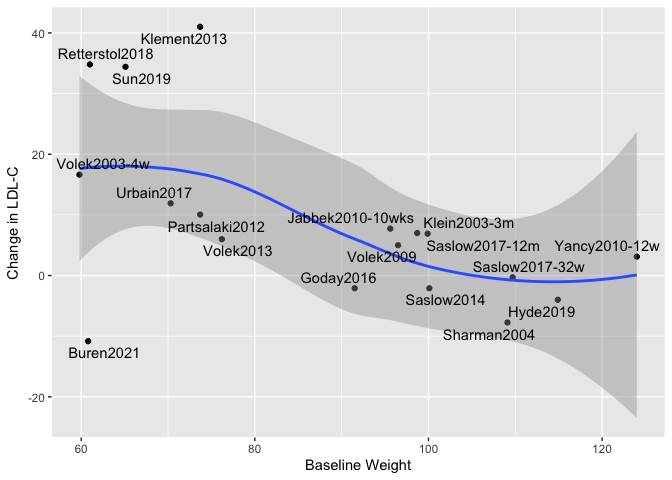 Klement2013
Retterstol2018
Sun2019
Volek2003-4w
Urbain2017
Partsalaki2012
Volek2013
Jabbek2010-10wks
Klein2003-3m
Saslow2017-12m
Yancy2010-12w
Volek2009
Saslow2017-32w
Goday2016
Saslow2014
Hyde2019
Sharman2004
Buren2021
40
20
0
-20
Change in LDL-C
60
80
100
120
Baseline Weight